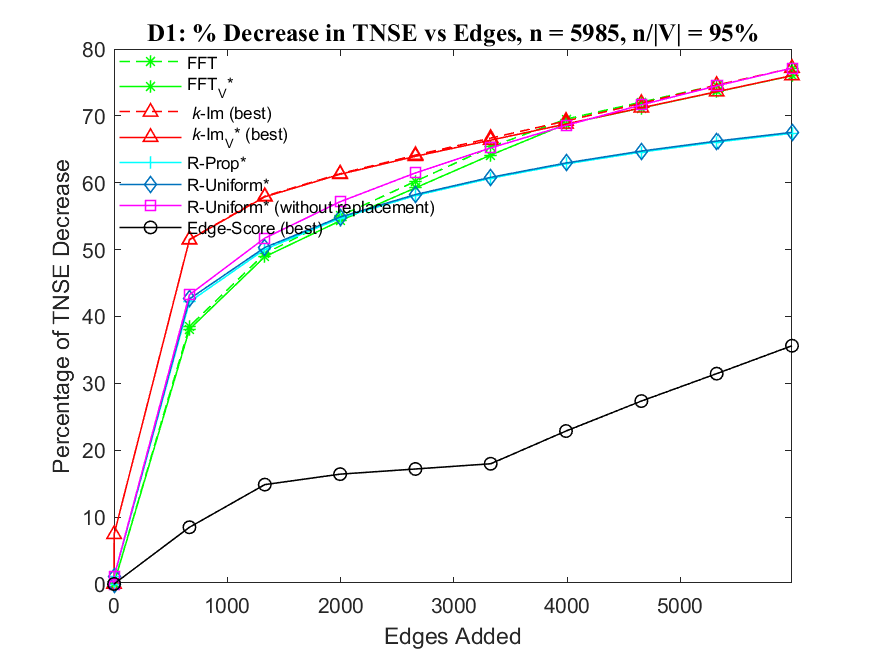 D1: % Decrease in TNSE vs Edges, n = 5985, n/|V| = 95%
Percentage of TNSE Decrease
80
70
60
50
40
30
20
10
0
FFT
FFTV*
k-Im (best)
k-ImV* (best)
R-Prop*
R-Uniform*
R-Uniform* (without replacement)
Edge-Score (best)
0 1000 2000 3000 4000 5000
Edges Added